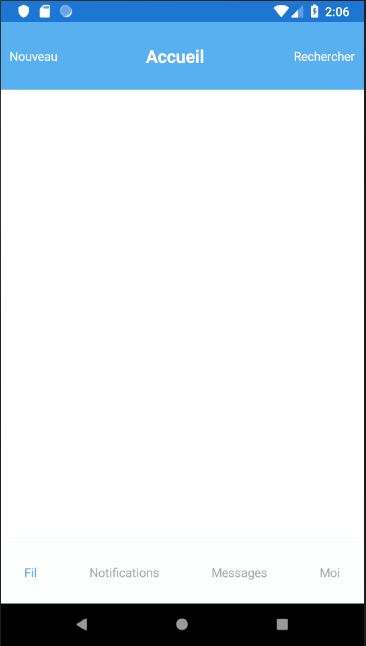 2:06
Nouveau Accueil Rechercher
Fil Notifications Messages Moi